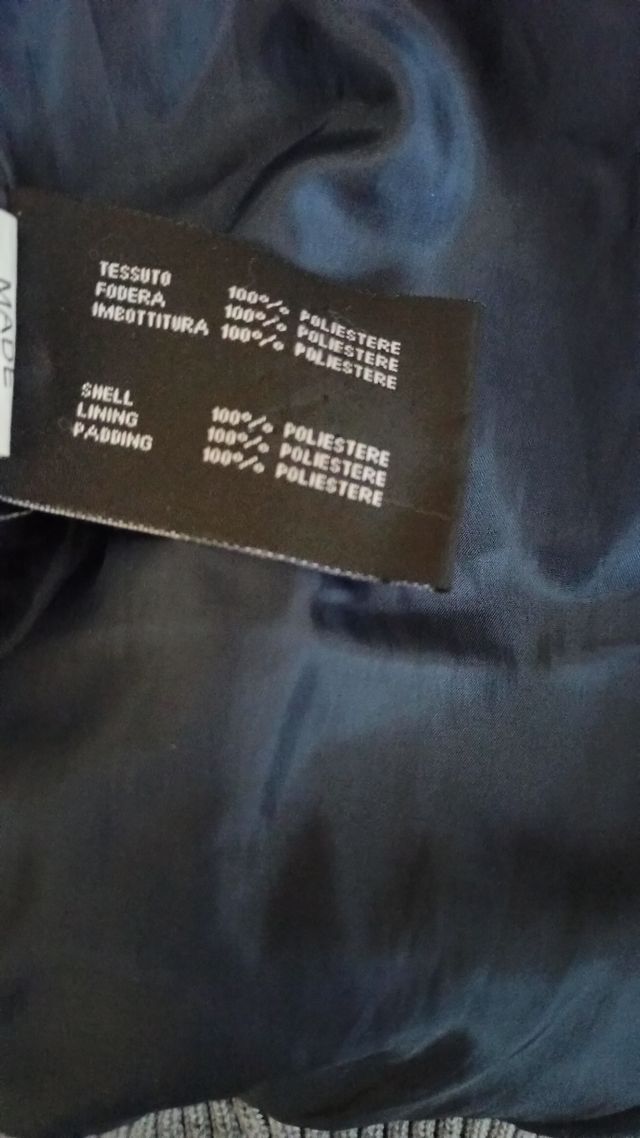 TESSUTO 100% POLIESTERE
FODERA 100% POLIESTERE
IMBOTTITURA 100% POLIESTERE
SHELL 100% POLIESTERE
LINING 100% POLIESTERE
PADDING 100% POLIESTERE
MADE